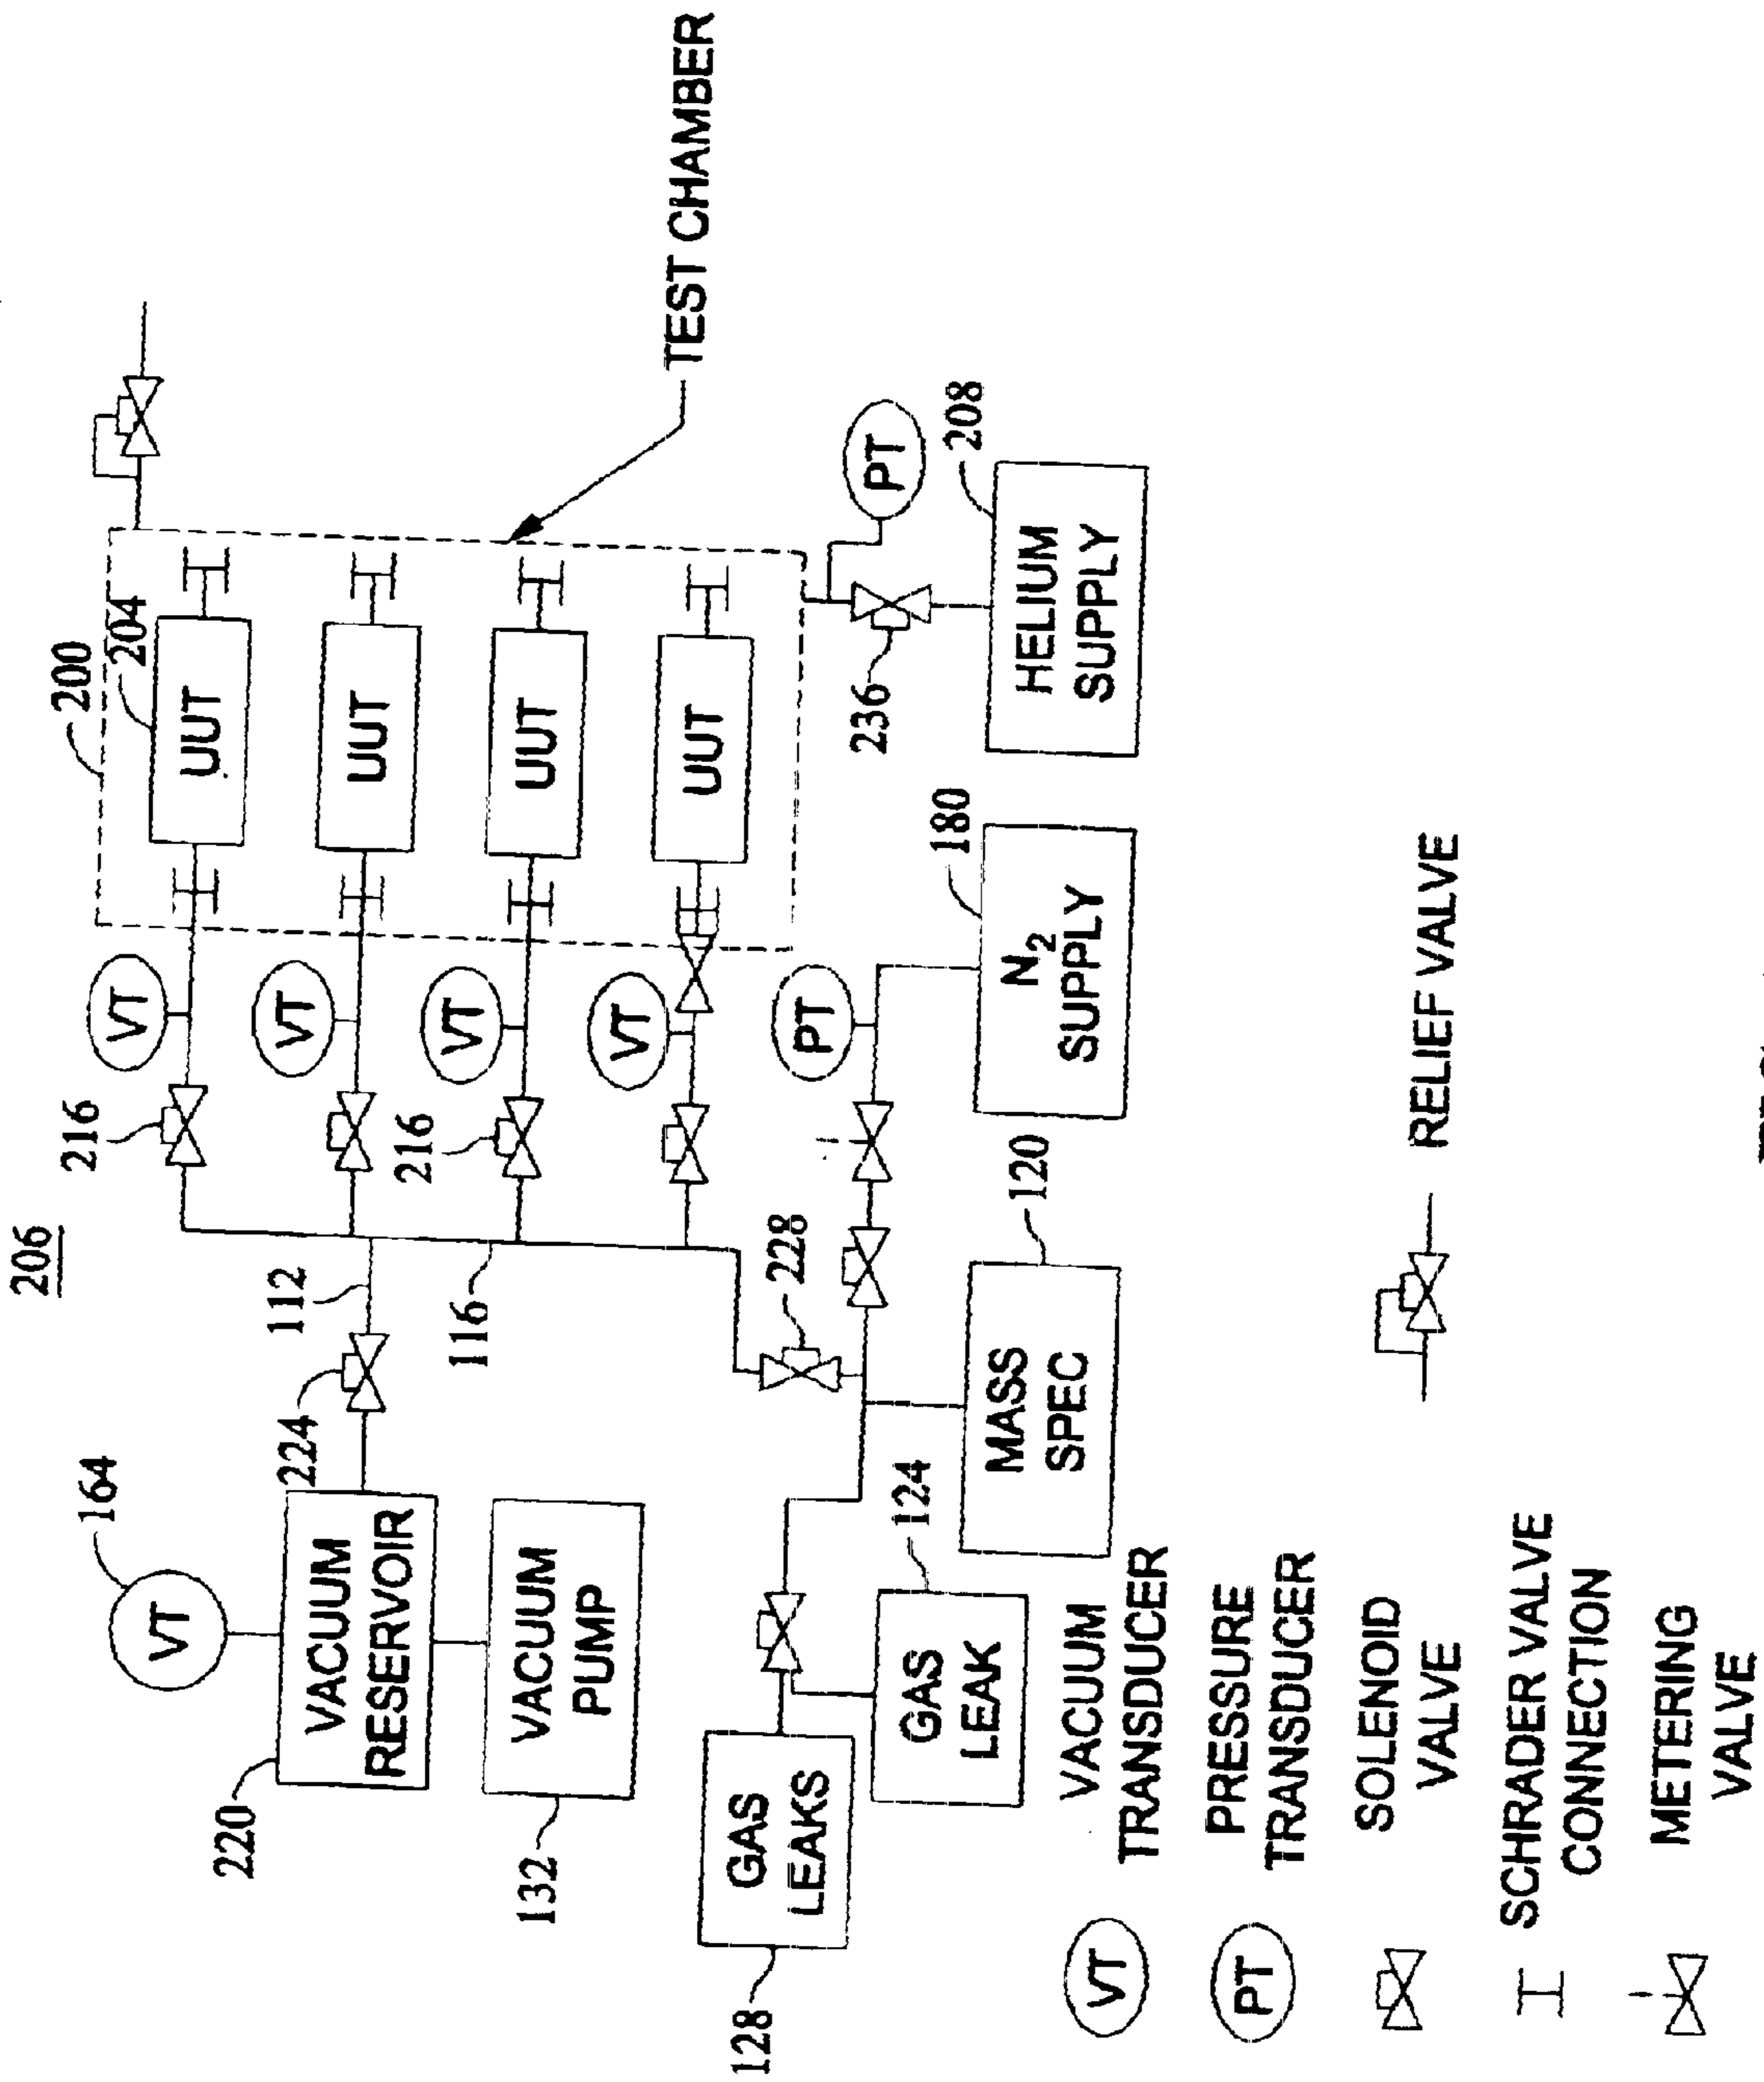 206
164
VT
220
VACUUM
RESERVOIR
224
112
132
VACUUM
PUMP
116
216
216
VT
VT
VT
VT
200
204
UUT
UUT
UUT
UUT
TEST CHAMBER
228
PT
PT
236
208
HELIUM
SUPPLY
180
N2
SUPPLY
120
MASS
SPEC
124
GAS
LEAK
128
GAS
LEAKS
VT
VACUUM
TRANSDUCER
PT
PRESSURE
TRANSDUCER
SOLENOID
VALVE
SCHRADER VALVE
CONNECTION
METERING
VALVE
RELIEF VALVE